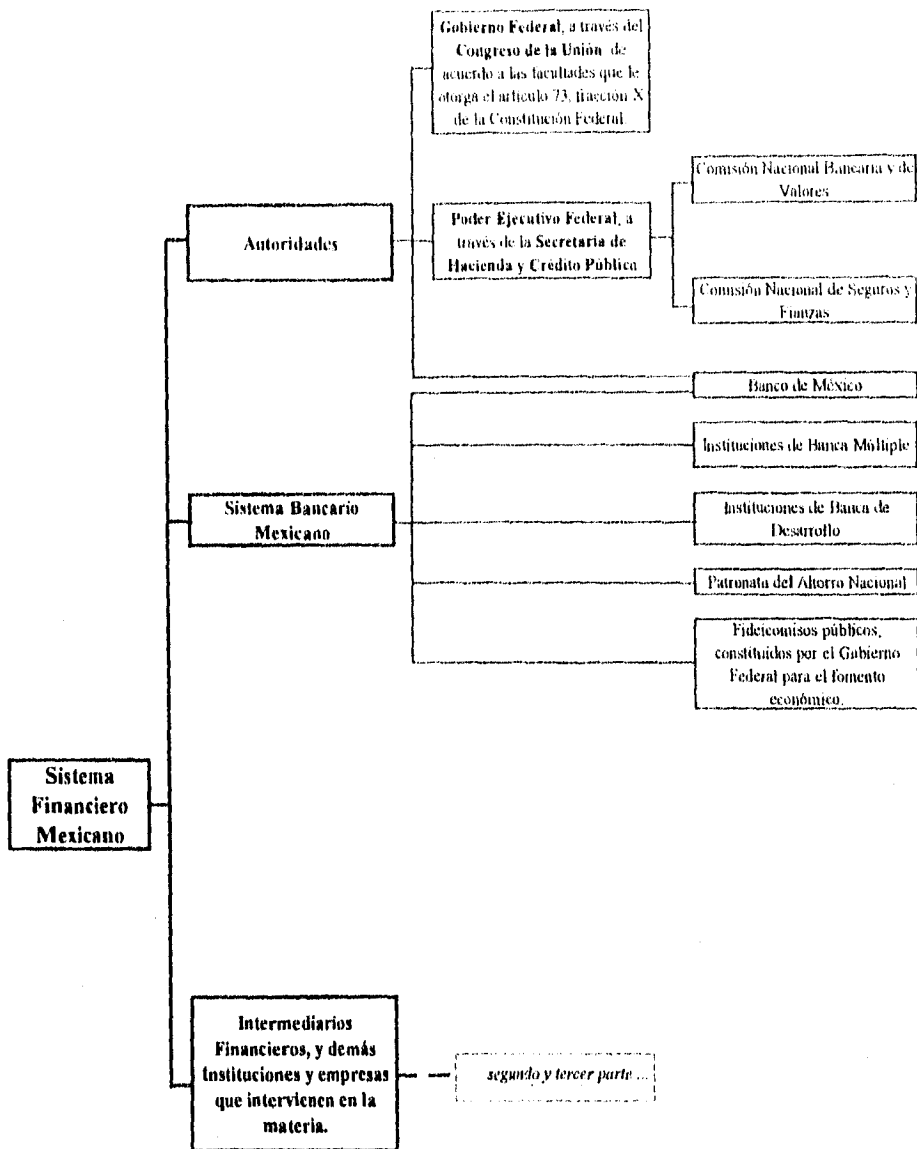 Gobierno Federal, a través del
Congreso de la Unión de
acuerdo a las facultades que le
otorga el artículo 73, fracción X
de la Constitución Federal.
Comisión Nacional Bancaria y de
Valores
Autoridades
Poder Ejecutivo Federal, a
través de la Secretaría de
Hacienda y Crédito Público
Comisión Nacional de Seguros y
Fianzas
Banco de México
Instituciones de Banca Múltiple
Sistema Bancario
Mexicano
Instituciones de Banca de
Desarrollo
Patronata del Ahorro Nacional
Fideicomisos públicos,
constituidos por el Gobierno
Federal para el fomento
económico.
Sistema
Financiero
Mexicano
Intermediarios
Financieros, y demás
Instituciones y empresas
que intervienen en la
materia.
segundo y tercer parte ...